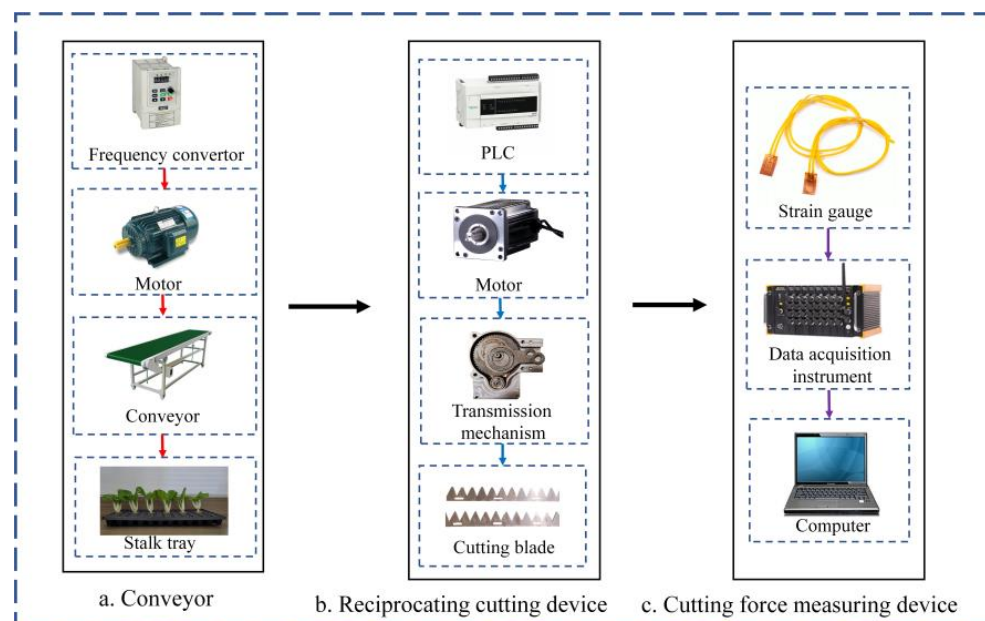 Frequency convertor
Motor
Conveyor
Stalk tray
a. Conveyor
PLC
Motor
Transmission
mechanism
Cutting blade
b. Reciprocating cutting device
Strain gauge
Data acquisition
instrument
Computer
c. Cutting force measuring device